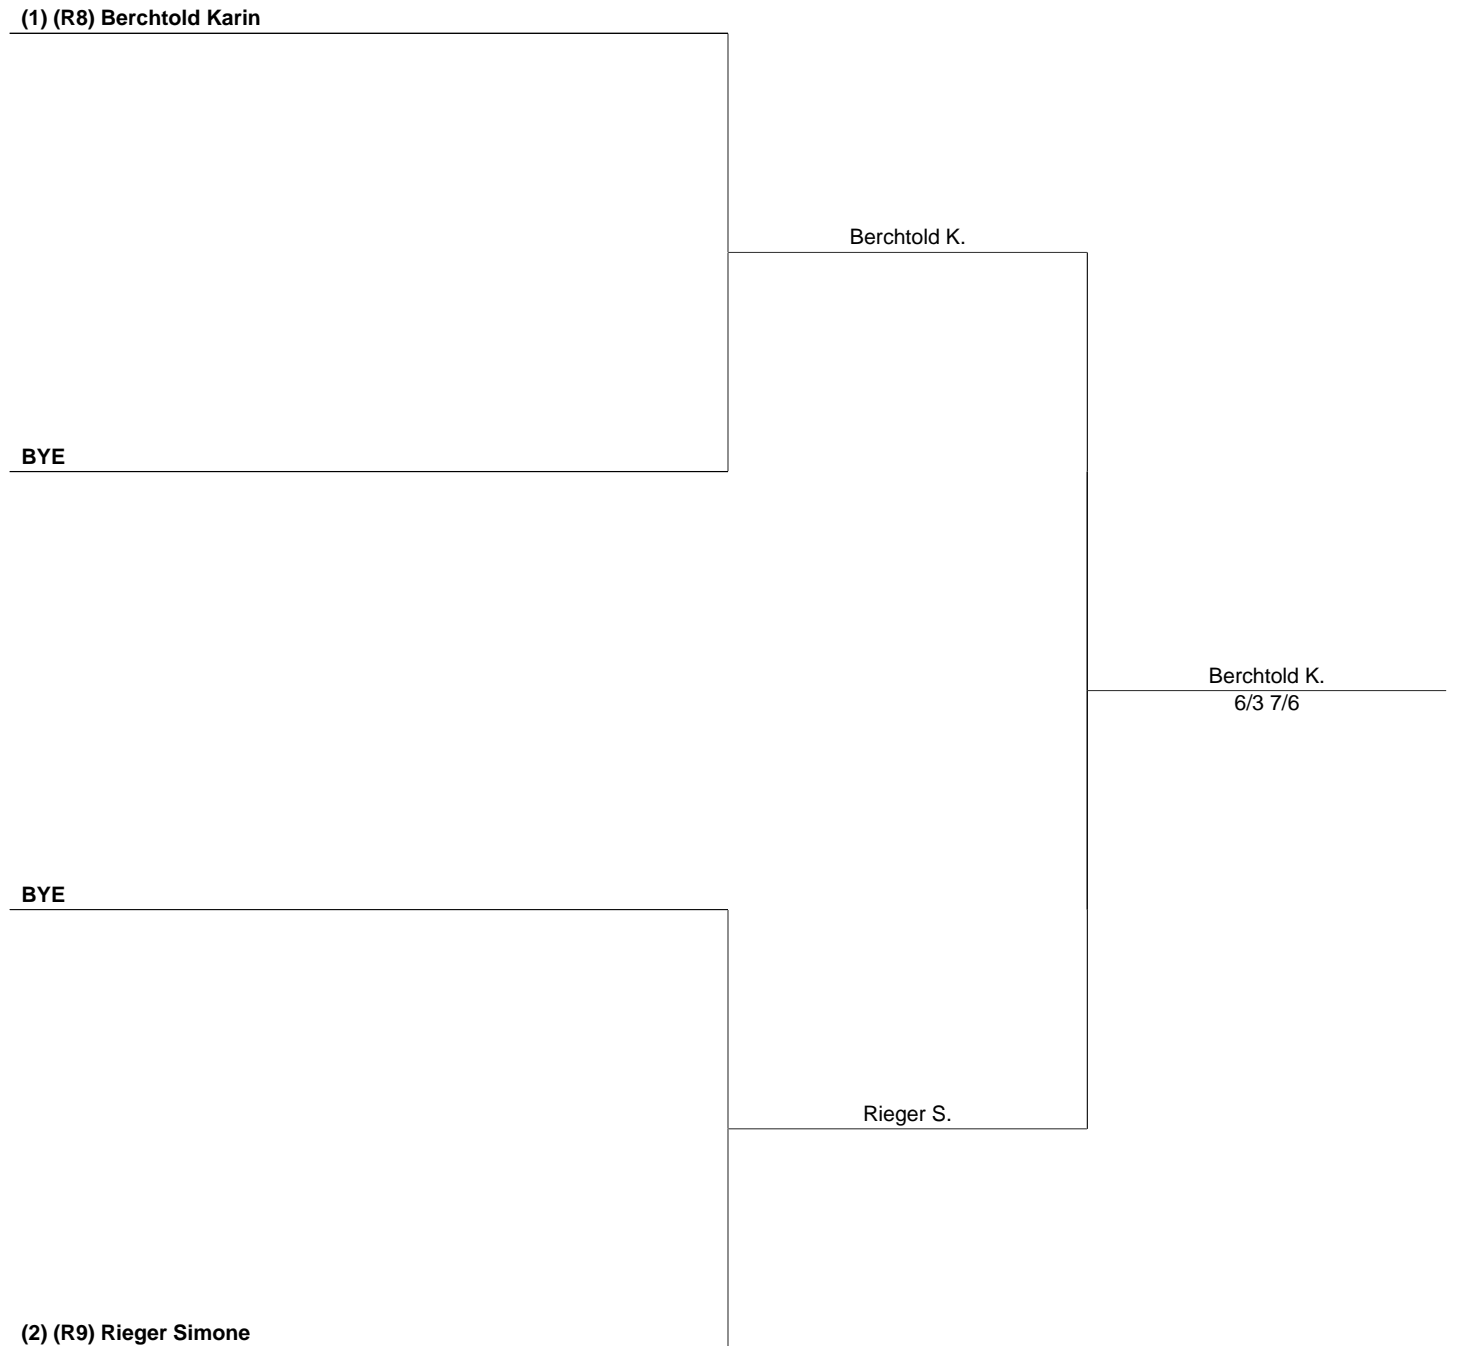 (1) (R8) Berchtold Karin
Berchtold K.
BYE
Berchtold K.
6/3 7/6
BYE
Rieger S.
(2) (R9) Rieger Simone